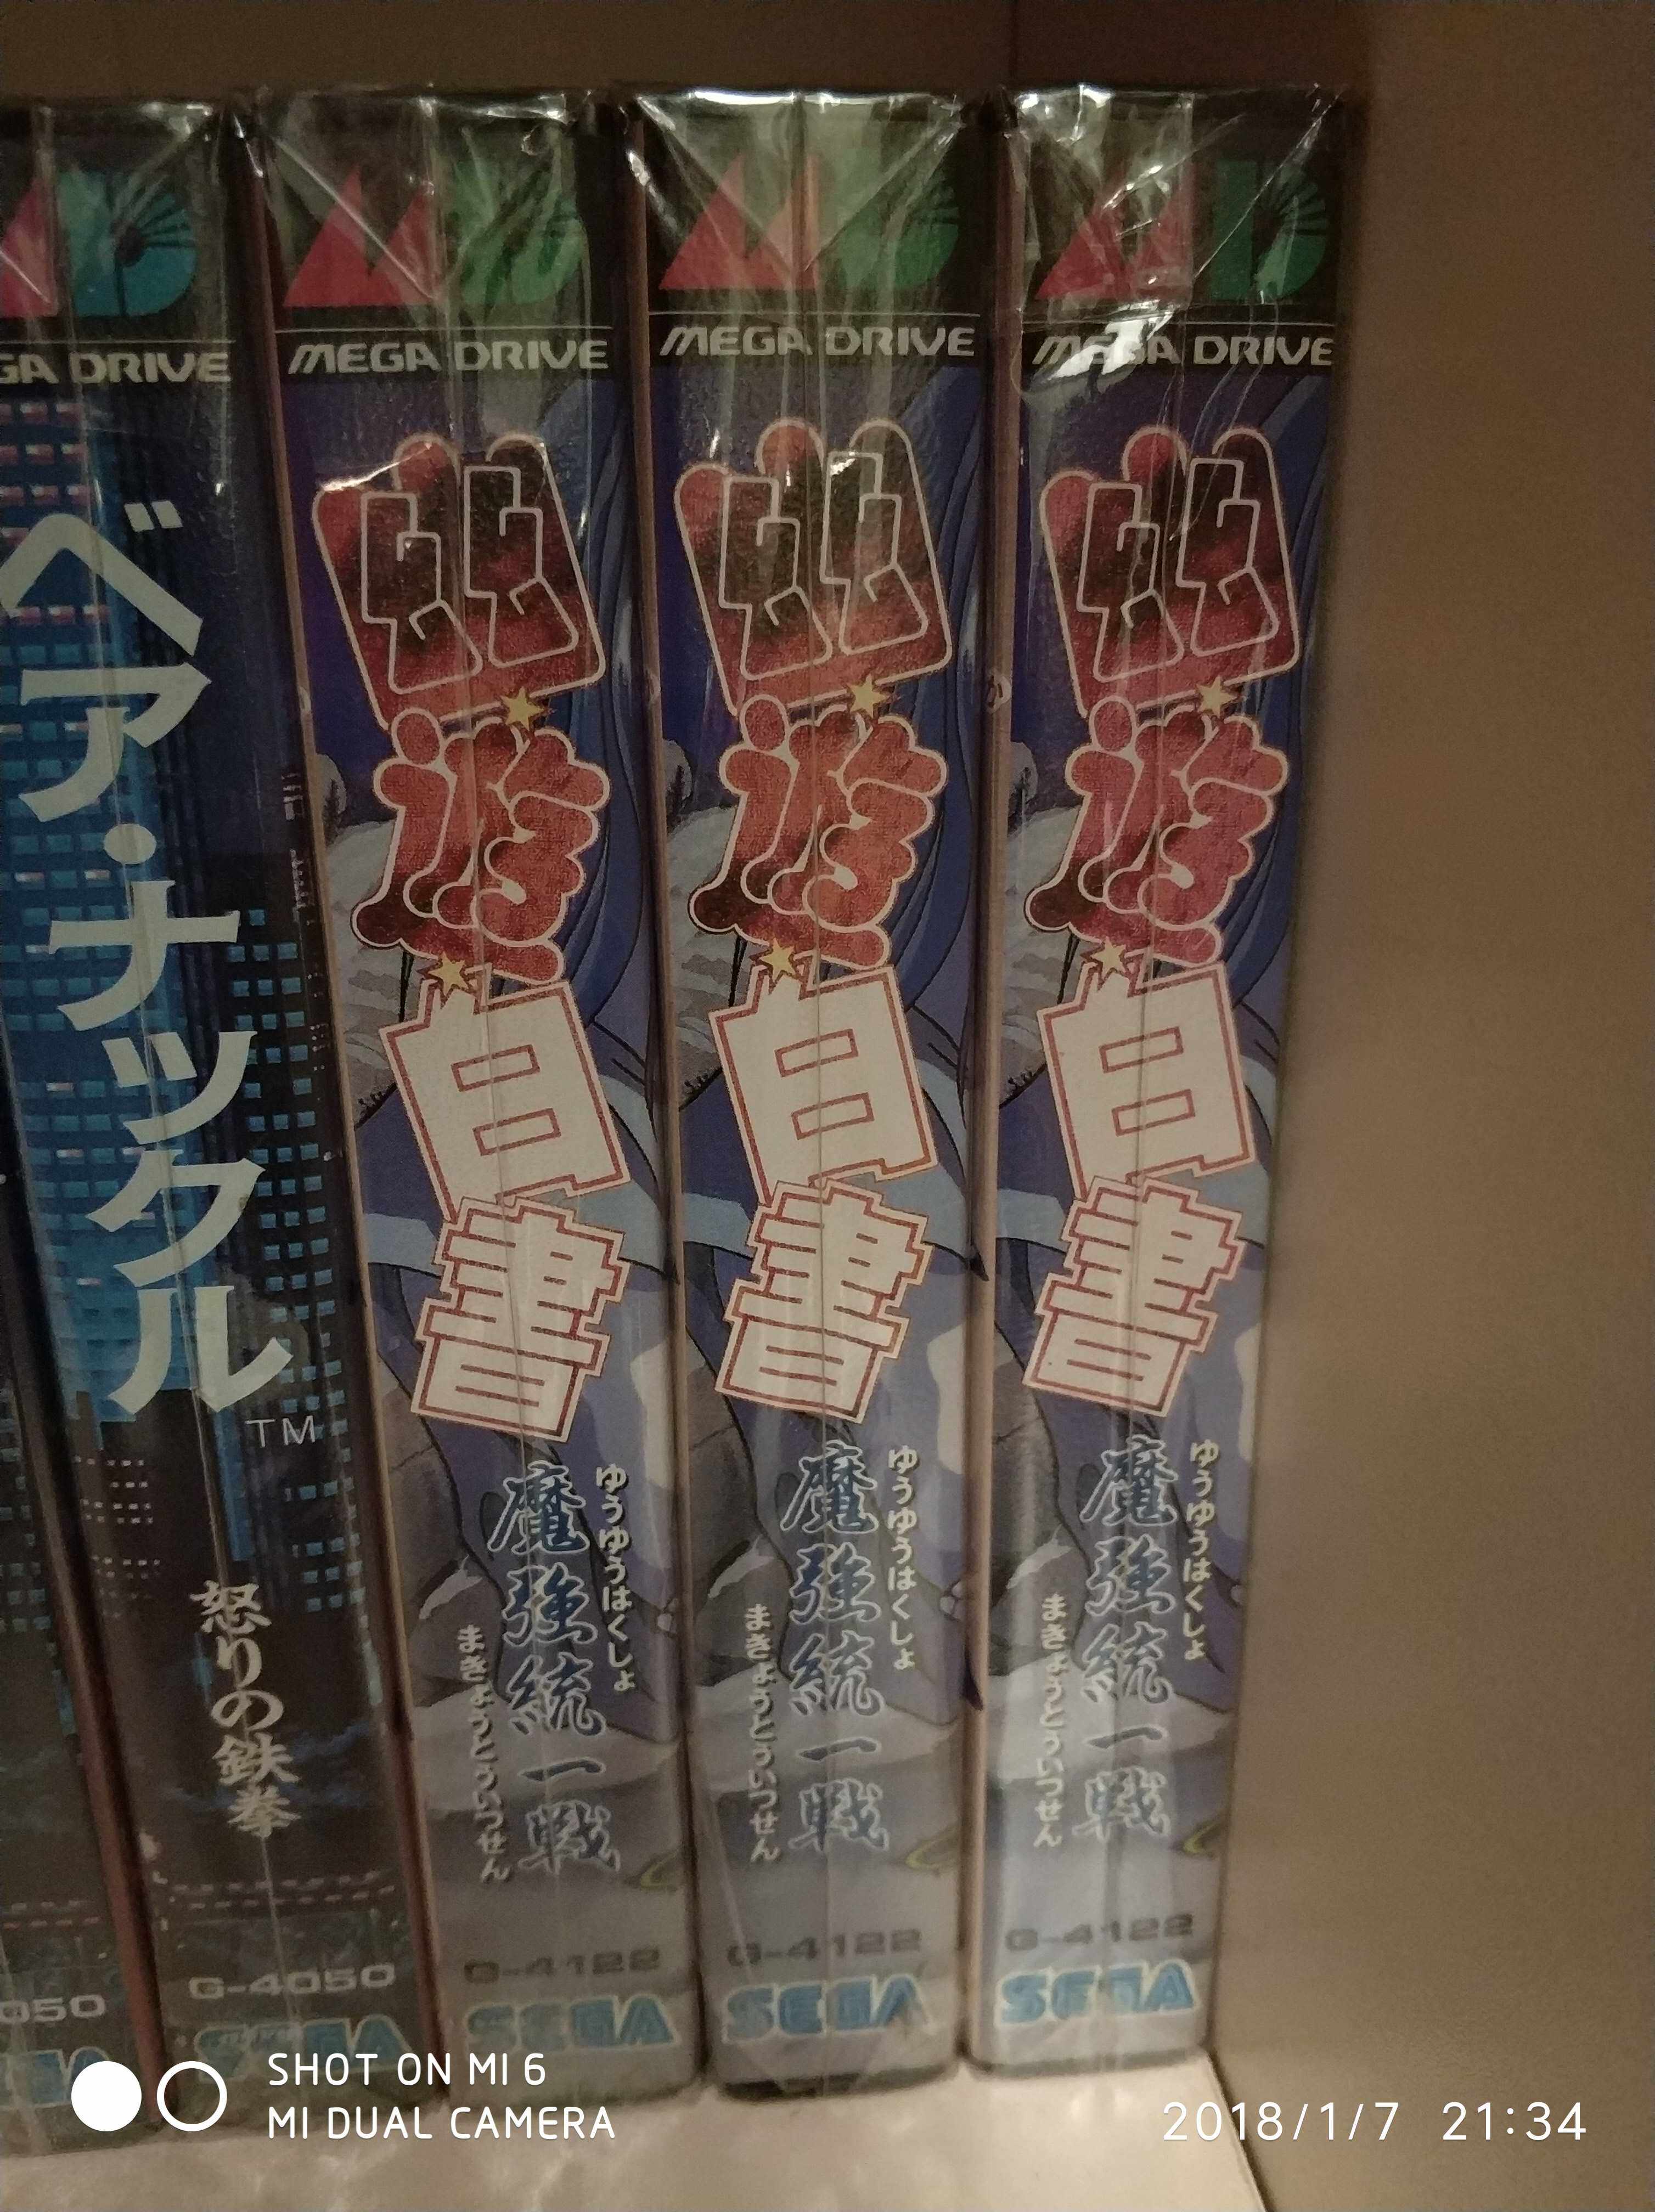 GA DRIVE
ベア・ナックル
TM
怒りの鉄拳
G-4050
SEGA
MEGA DRIVE
幽遊白書
ゆうゆうはくしょ
魔強統一戦
まきょうとういつせん
G-4122
SEGA
MEGA DRIVE
幽遊白書
ゆうゆうはくしょ
魔強統一戦
まきょうとういつせん
G-4122
SEGA
MEGA DRIVE
幽遊白書
ゆうゆうはくしょ
魔強統一戦
まきょうとういつせん
G-4122
SEGA
050
SHOT ON MI 6
MI DUAL CAMERA
2018/1/7 21:34